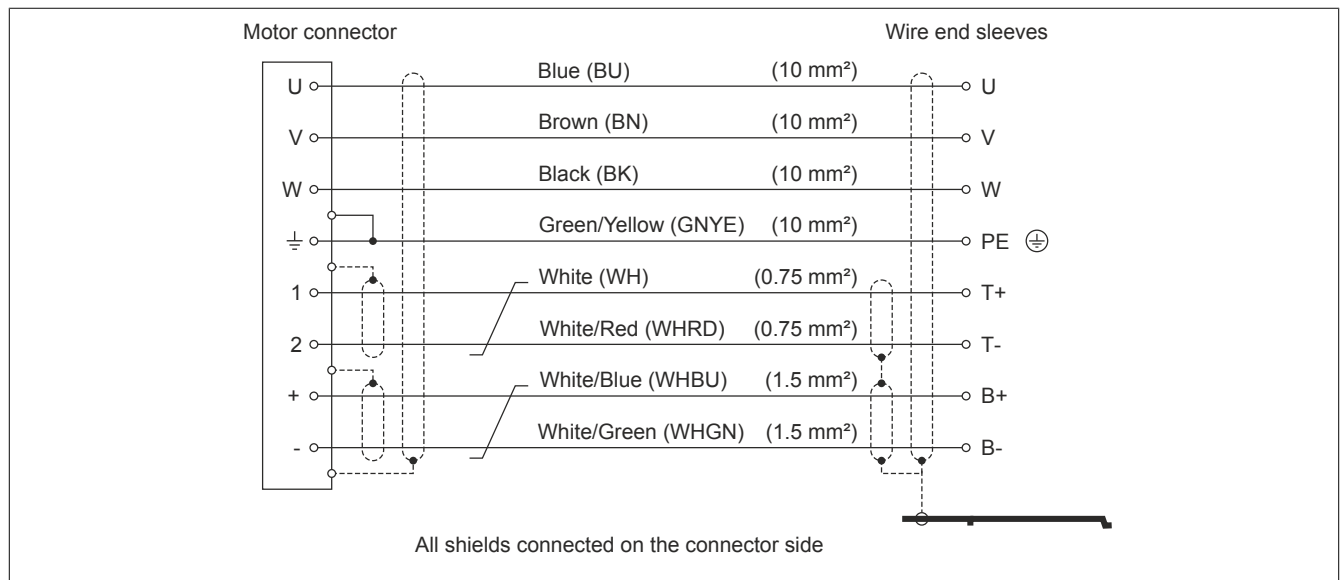 Motor connector Wire end sleeves
U Blue (BU) (10 mm²) U
V Brown (BN) (10 mm²) V
W Black (BK) (10 mm²) W
Green/Yellow (GNYE) (10 mm²) PE
1 White (WH) (0.75 mm²) T+
2 White/Red (WHRD) (0.75 mm²) T-
+ White/Blue (WHBU) (1.5 mm²) B+
- White/Green (WHGN) (1.5 mm²) B-
All shields connected on the connector side